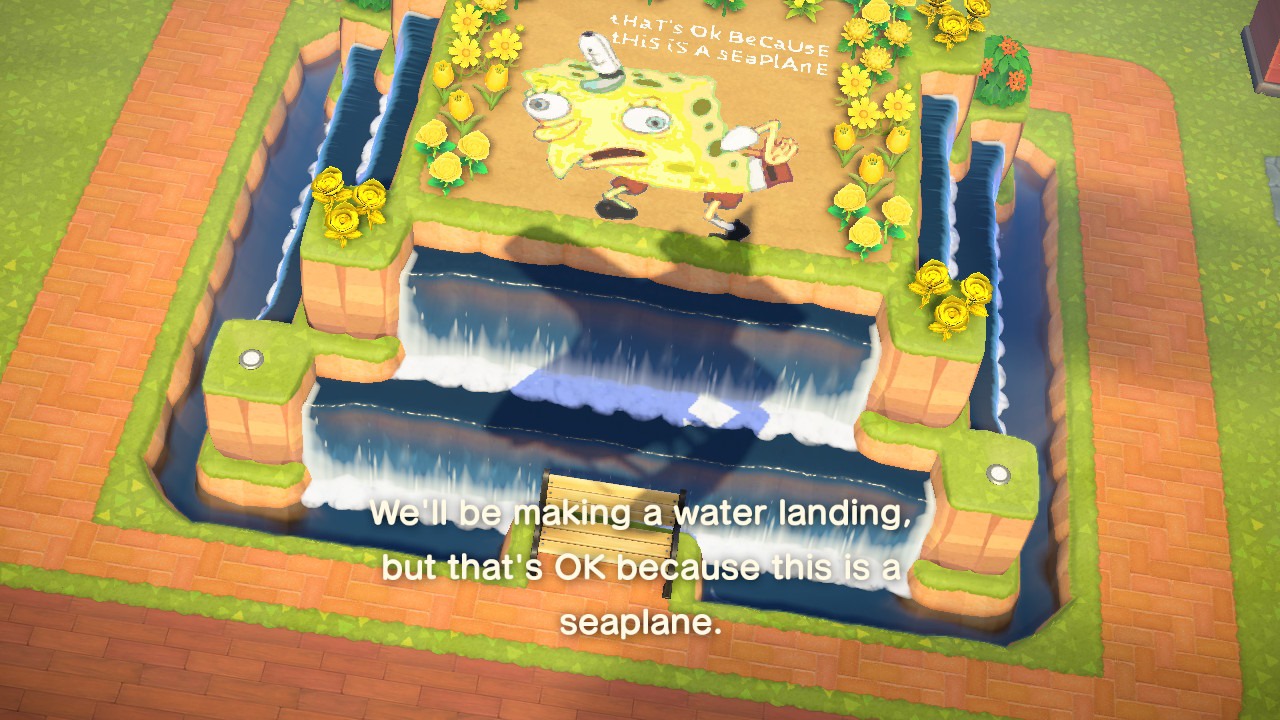 tHaT's Ok BeCaUsE
tHis iS A sEaPlAnE
We'll be making a water landing,
but that's OK because this is a
seaplane.